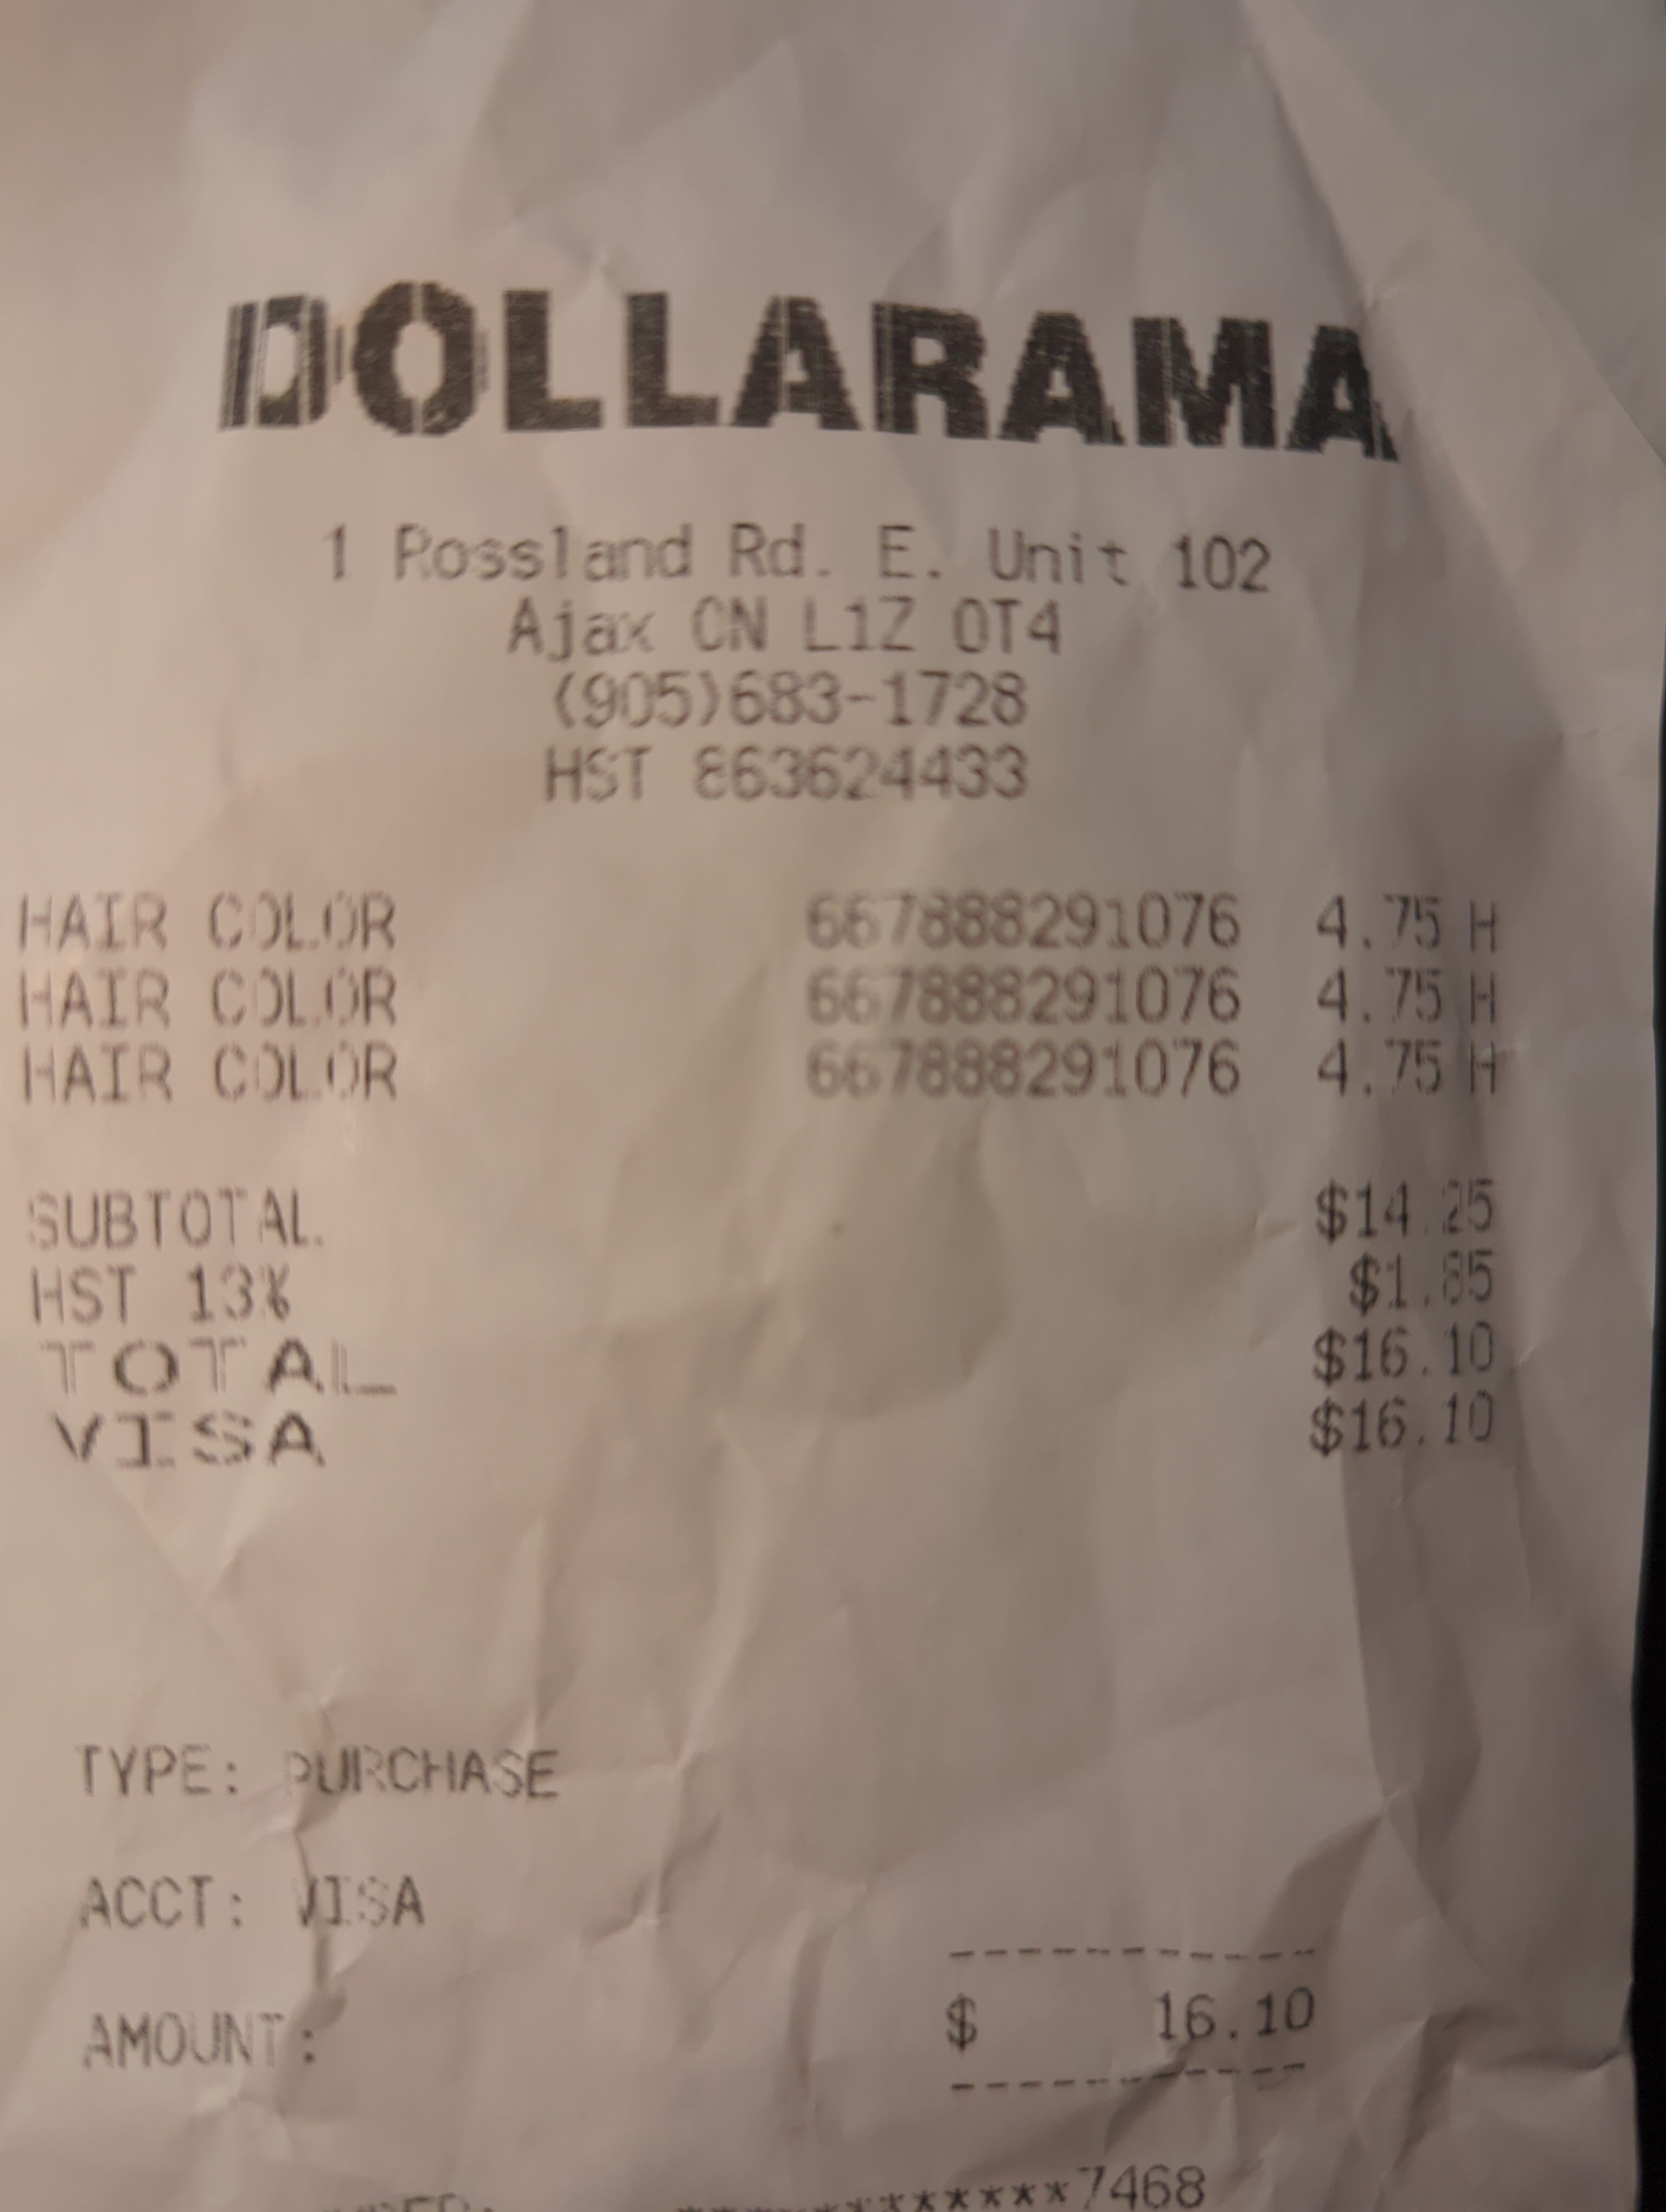 DOLLARAMA
1 Rossland Rd. E. Unit 102
Ajax ON L1Z 0T4
(905)683-1728
HST 863624433
HAIR COLOR 667888291076 4.75 H
HAIR COLOR 667888291076 4.75 H
HAIR COLOR 667888291076 4.75 H
SUBTOTAL $14.25
HST 13% $1.85
TOTAL $16.10
VISA $16.10
TYPE: PURCHASE
ACCT: VISA
AMOUNT: $ 16.10
************7468